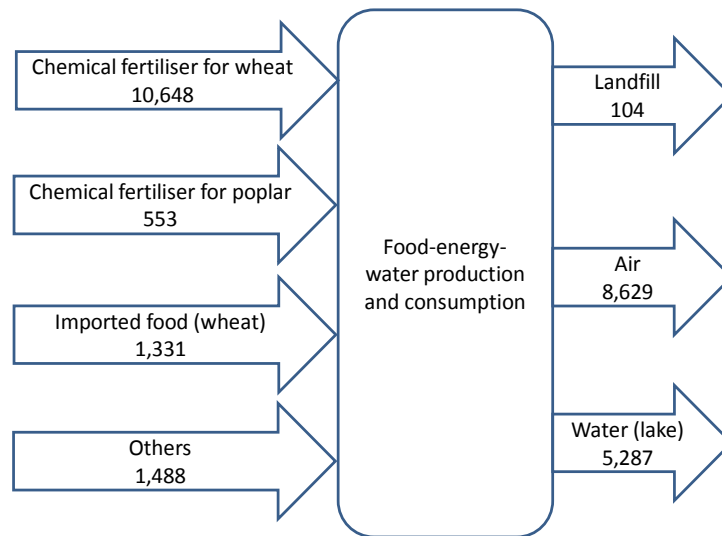 Chemical fertiliser for wheat
10,648
Chemical fertiliser for poplar
553
Imported food (wheat)
1,331
Others
1,488
Food-energy-
water production
and consumption
Landfill
104
Air
8,629
Water (lake)
5,287